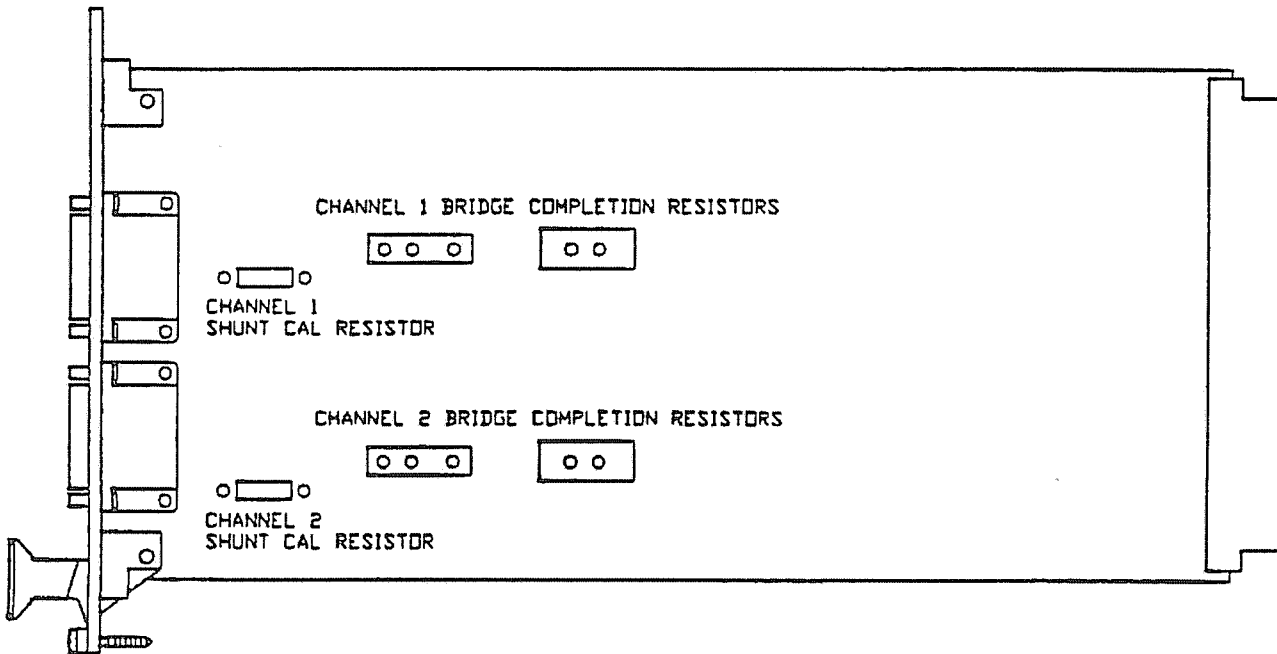 CHANNEL 1 BRIDGE COMPLETION RESISTORS
CHANNEL 1
SHUNT CAL RESISTOR
CHANNEL 2 BRIDGE COMPLETION RESISTORS
CHANNEL 2
SHUNT CAL RESISTOR